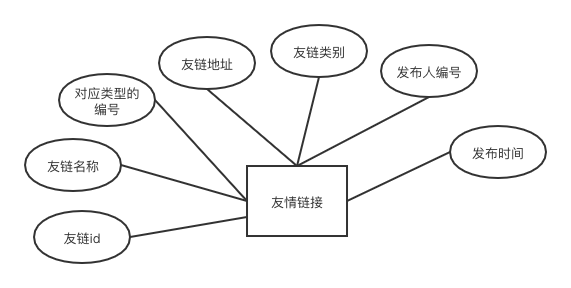 友链类别
友链地址
发布人编号
对应类型的
编号
发布时间
友链名称
友情链接
友链id